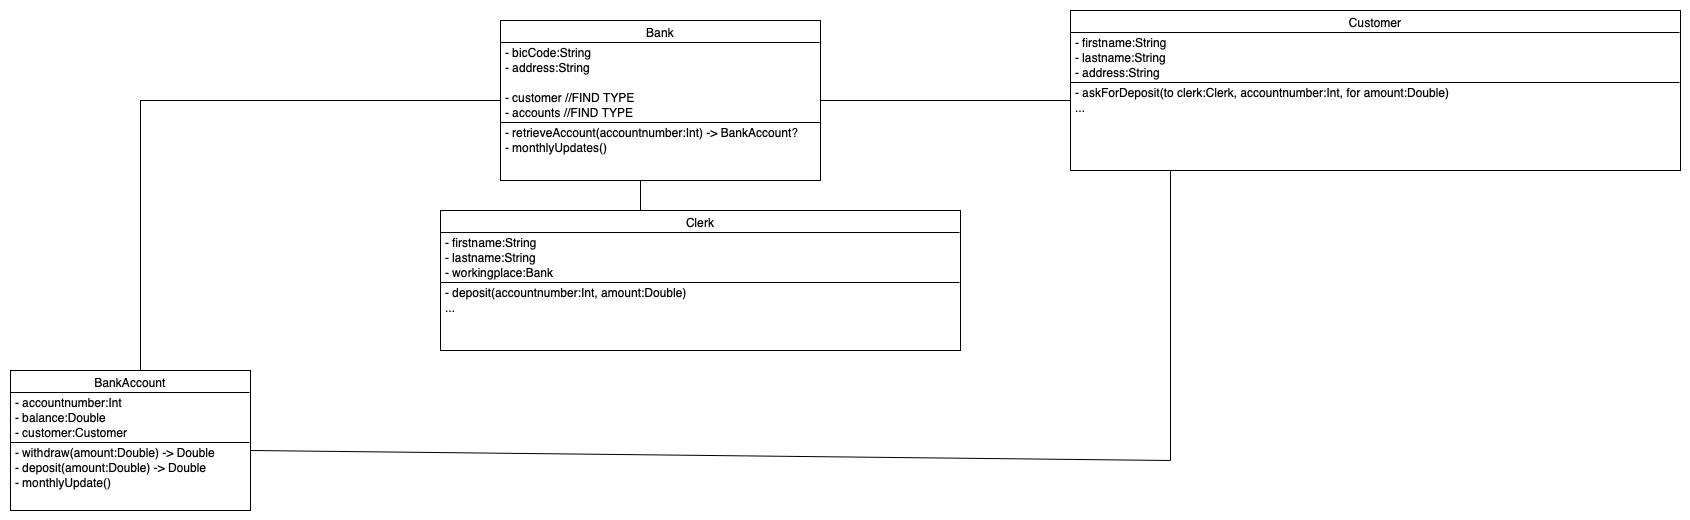 Bank
- bicCode:String
- address:String
- customer //FIND TYPE
- accounts //FIND TYPE
- retrieveAccount(accountnumber:Int) -> BankAccount?
- monthlyUpdates()
Customer
- firstname:String
- lastname:String
- address:String
- askForDeposit(to clerk:Clerk, accountnumber:Int, for amount:Double)
...
Clerk
- firstname:String
- lastname:String
- workingplace:Bank
- deposit(accountnumber:Int, amount:Double)
...
BankAccount
- accountnumber:Int
- balance:Double
- customer:Customer
- withdraw(amount:Double) -> Double
- deposit(amount:Double) -> Double
- monthlyUpdate()